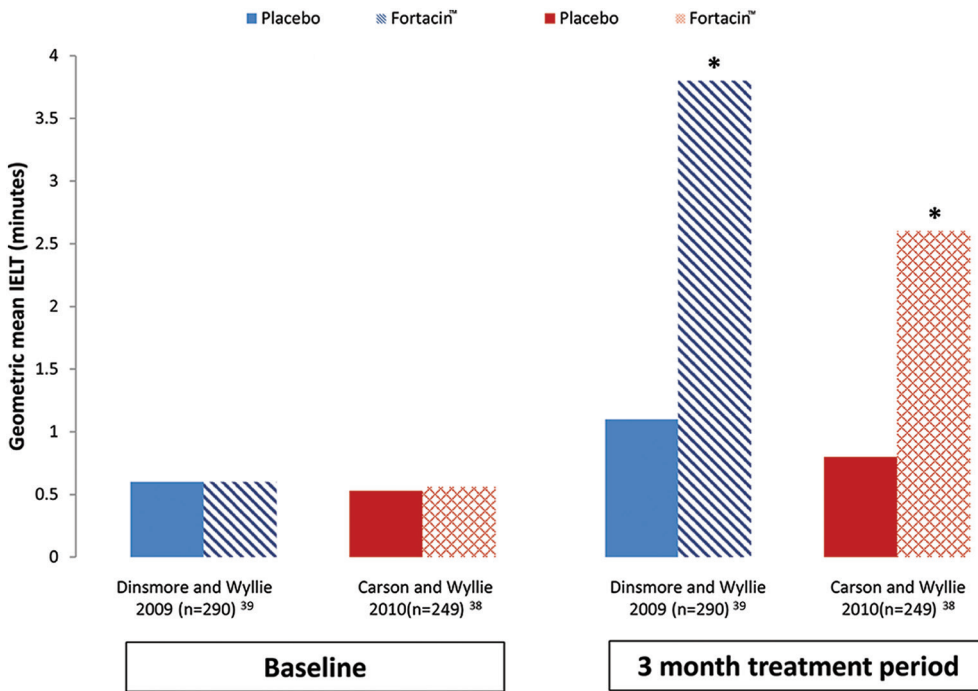 Placebo Fortacin™ Placebo Fortacin™
Geometric mean IELT (minutes)
4
3.5
3
2.5
2
1.5
1
0.5
0
*
*
Dinsmore and Wyllie
2009 (n=290) 39
Carson and Wyllie
2010(n=249) 38
Dinsmore and Wyllie
2009 (n=290) 39
Carson and Wyllie
2010(n=249) 38
Baseline
3 month treatment period